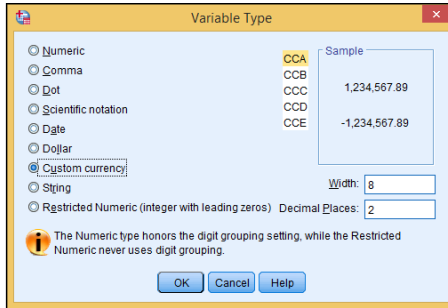 Variable Type
Numeric
Comma
Dot
Scientific notation
Date
Dollar
Custom currency
String
Restricted Numeric (integer with leading zeros)
CCA
CCB
CCC
CCD
CCE
Sample
1,234,567.89
-1,234,567.89
Width: 8
Decimal Places: 2
The Numeric type honors the digit grouping setting, while the Restricted
Numeric never uses digit grouping.
OK Cancel Help